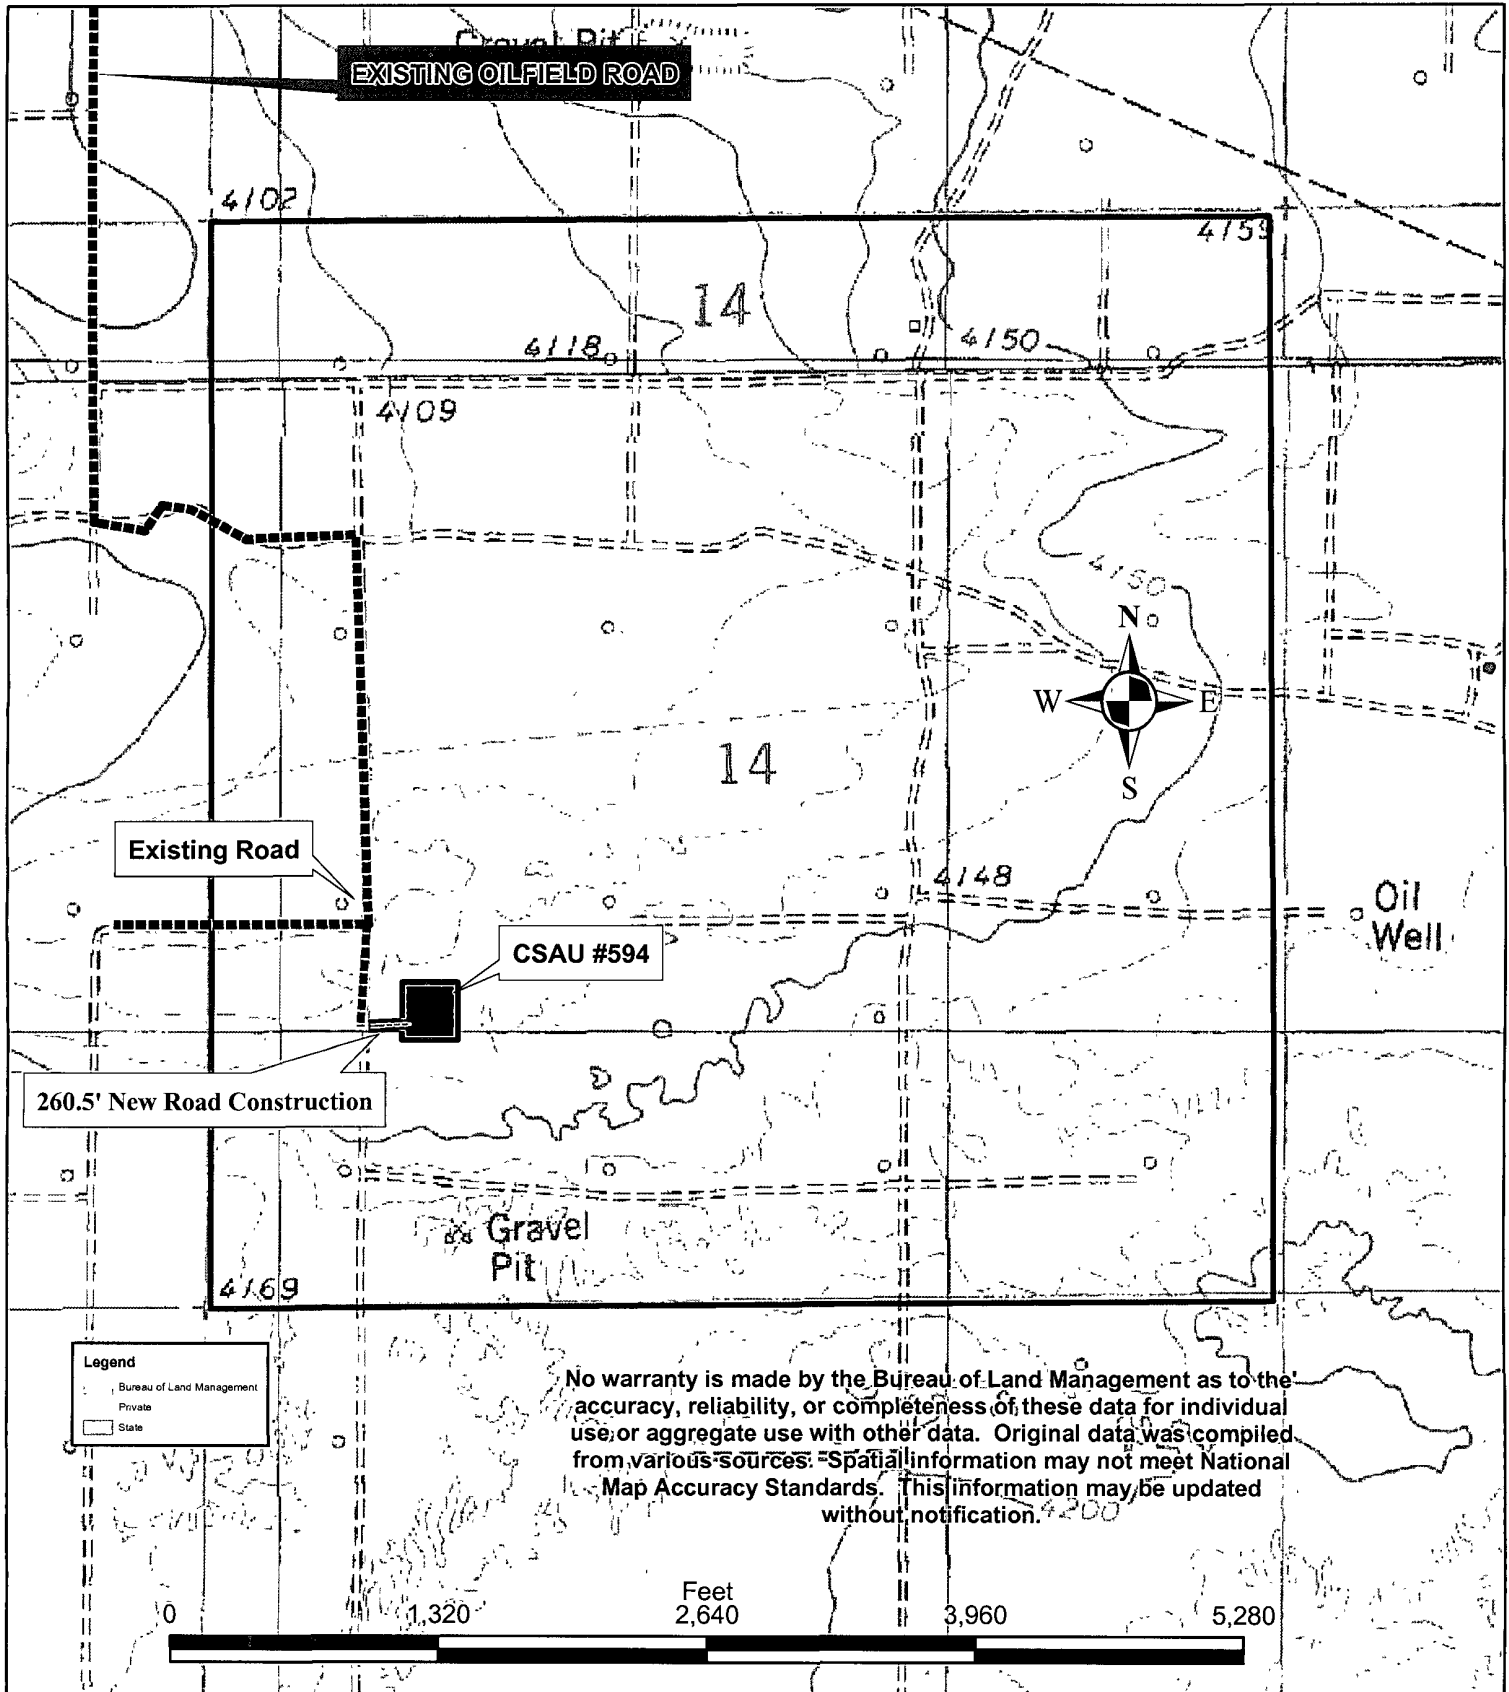 Gravel Pit
EXISTING OILFIELD ROAD
4102
4159
14
4118
4150
4109
4150
N
W E
S
14
Existing Road
4148
Oil
Well
CSAU #594
260.5' New Road Construction
Gravel
Pit
4169
Legend
Bureau of Land Management
Private
State
No warranty is made by the Bureau of Land Management as to the
accuracy, reliability, or completeness of these data for individual
use or aggregate use with other data. Original data was compiled
from various sources. Spatial information may not meet National
Map Accuracy Standards. This information may be updated
without notification.
4200
Feet
0 1,320 2,640 3,960 5,280